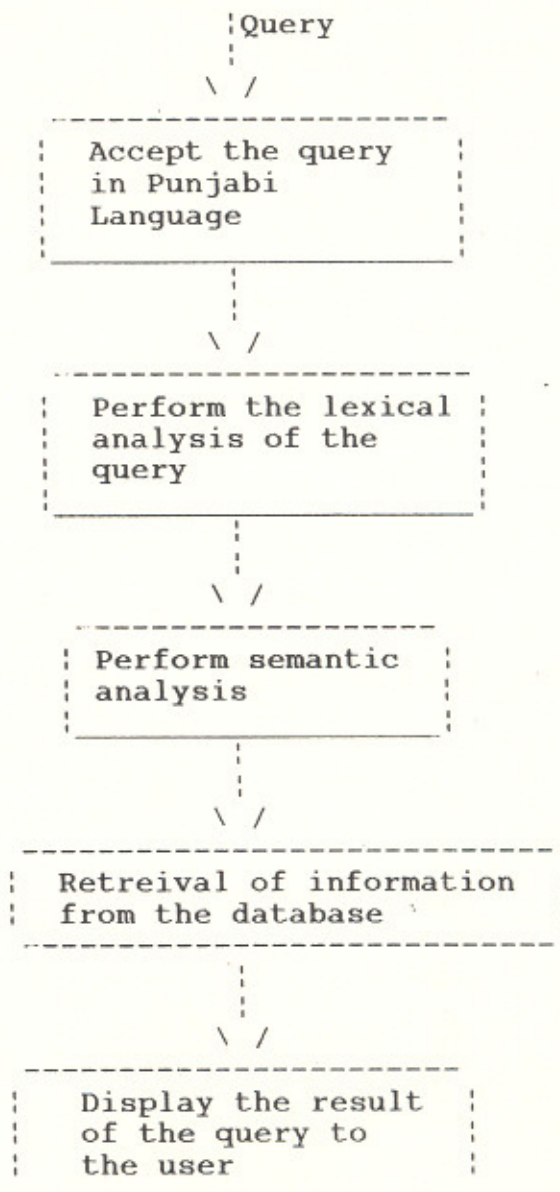 Query
Accept the query
in Punjabi
Language
Perform the lexical
analysis of the
query
Perform semantic
analysis
Retreival of information
from the database
Display the result
of the query to
the user